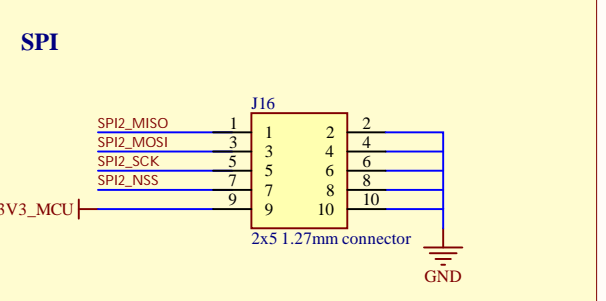 SPI
J16
SPI2_MISO 1 1 2 2
SPI2_MOSI 3 3 4 4
SPI2_SCK 5 5 6 6
SPI2_NSS 7 7 8 8
3V3_MCU 9 9 10 10
2x5 1.27mm connector
GND